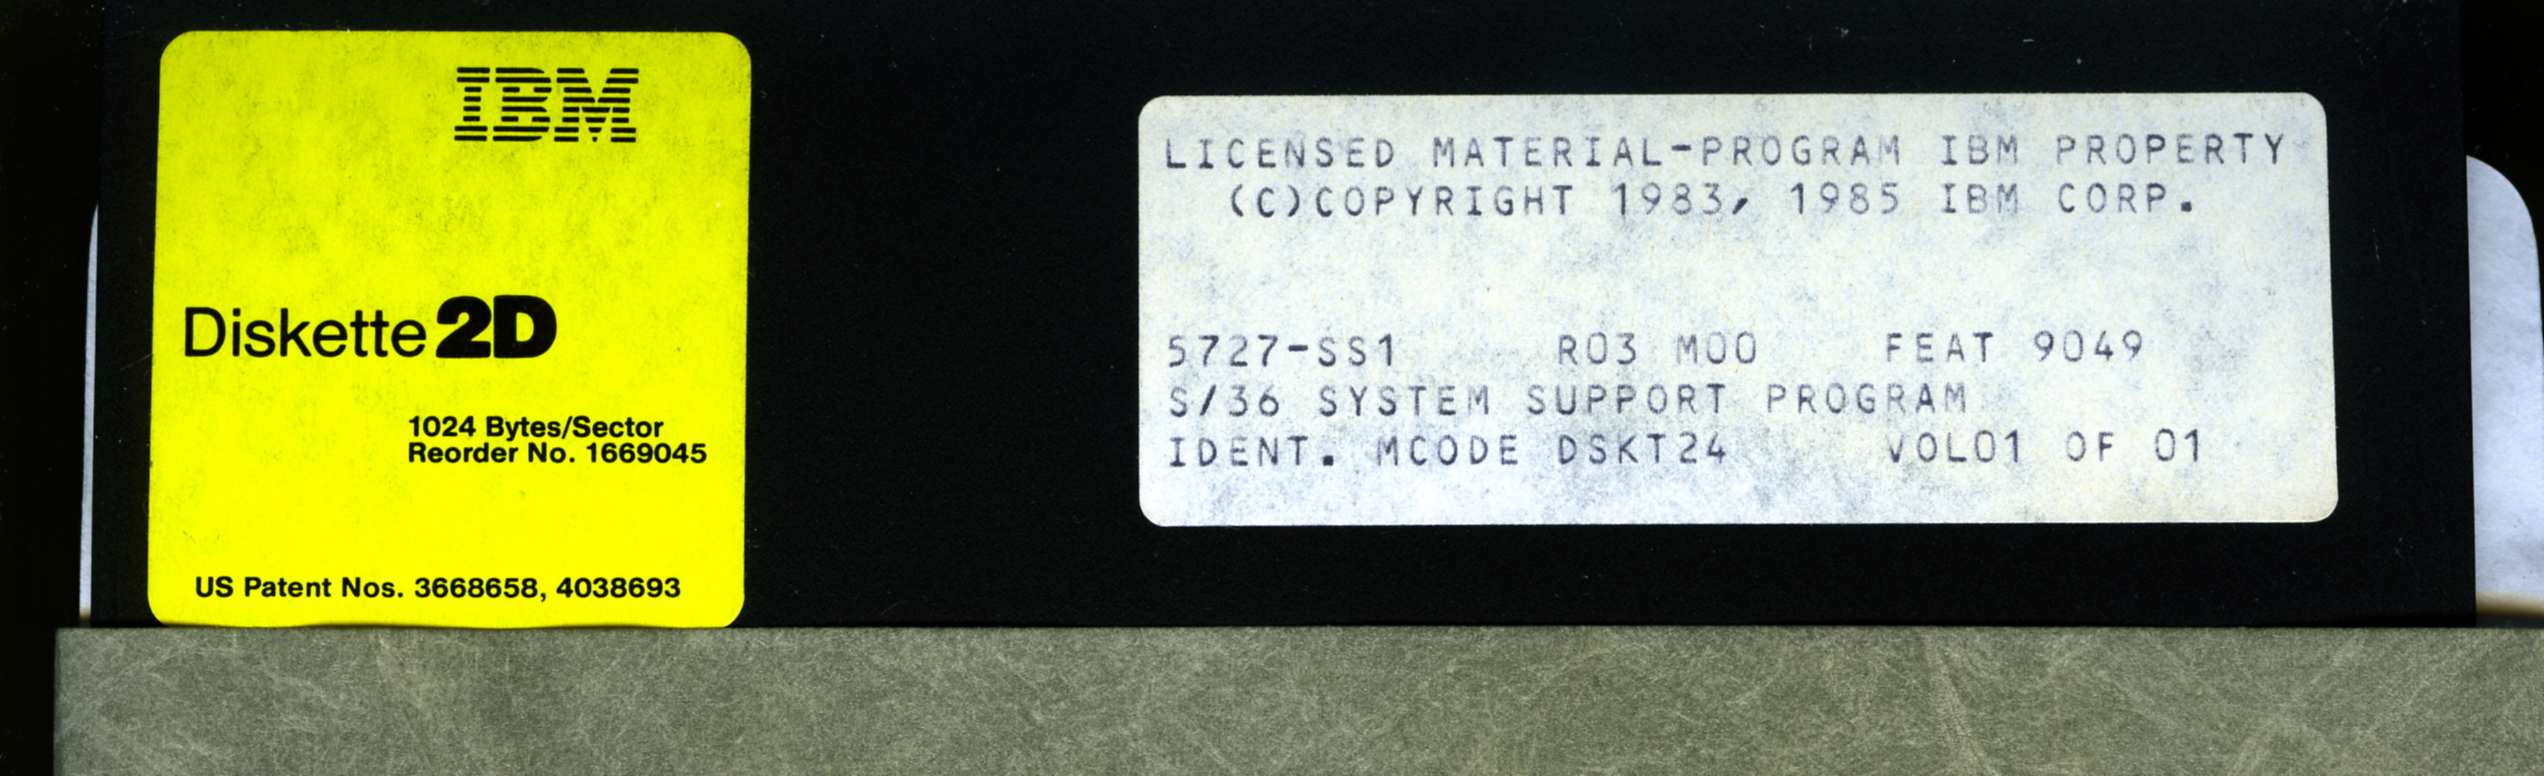 IBM
Diskette 2D
1024 Bytes/Sector
Reorder No. 1669045
US Patent Nos. 3668658, 4038693
LICENSED MATERIAL-PROGRAM IBM PROPERTY
(C)COPYRIGHT 1983, 1985 IBM CORP.
5727-SS1 R03 M00 FEAT 9049
S/36 SYSTEM SUPPORT PROGRAM
IDENT. MCODE DSKT24 VOL01 OF 01